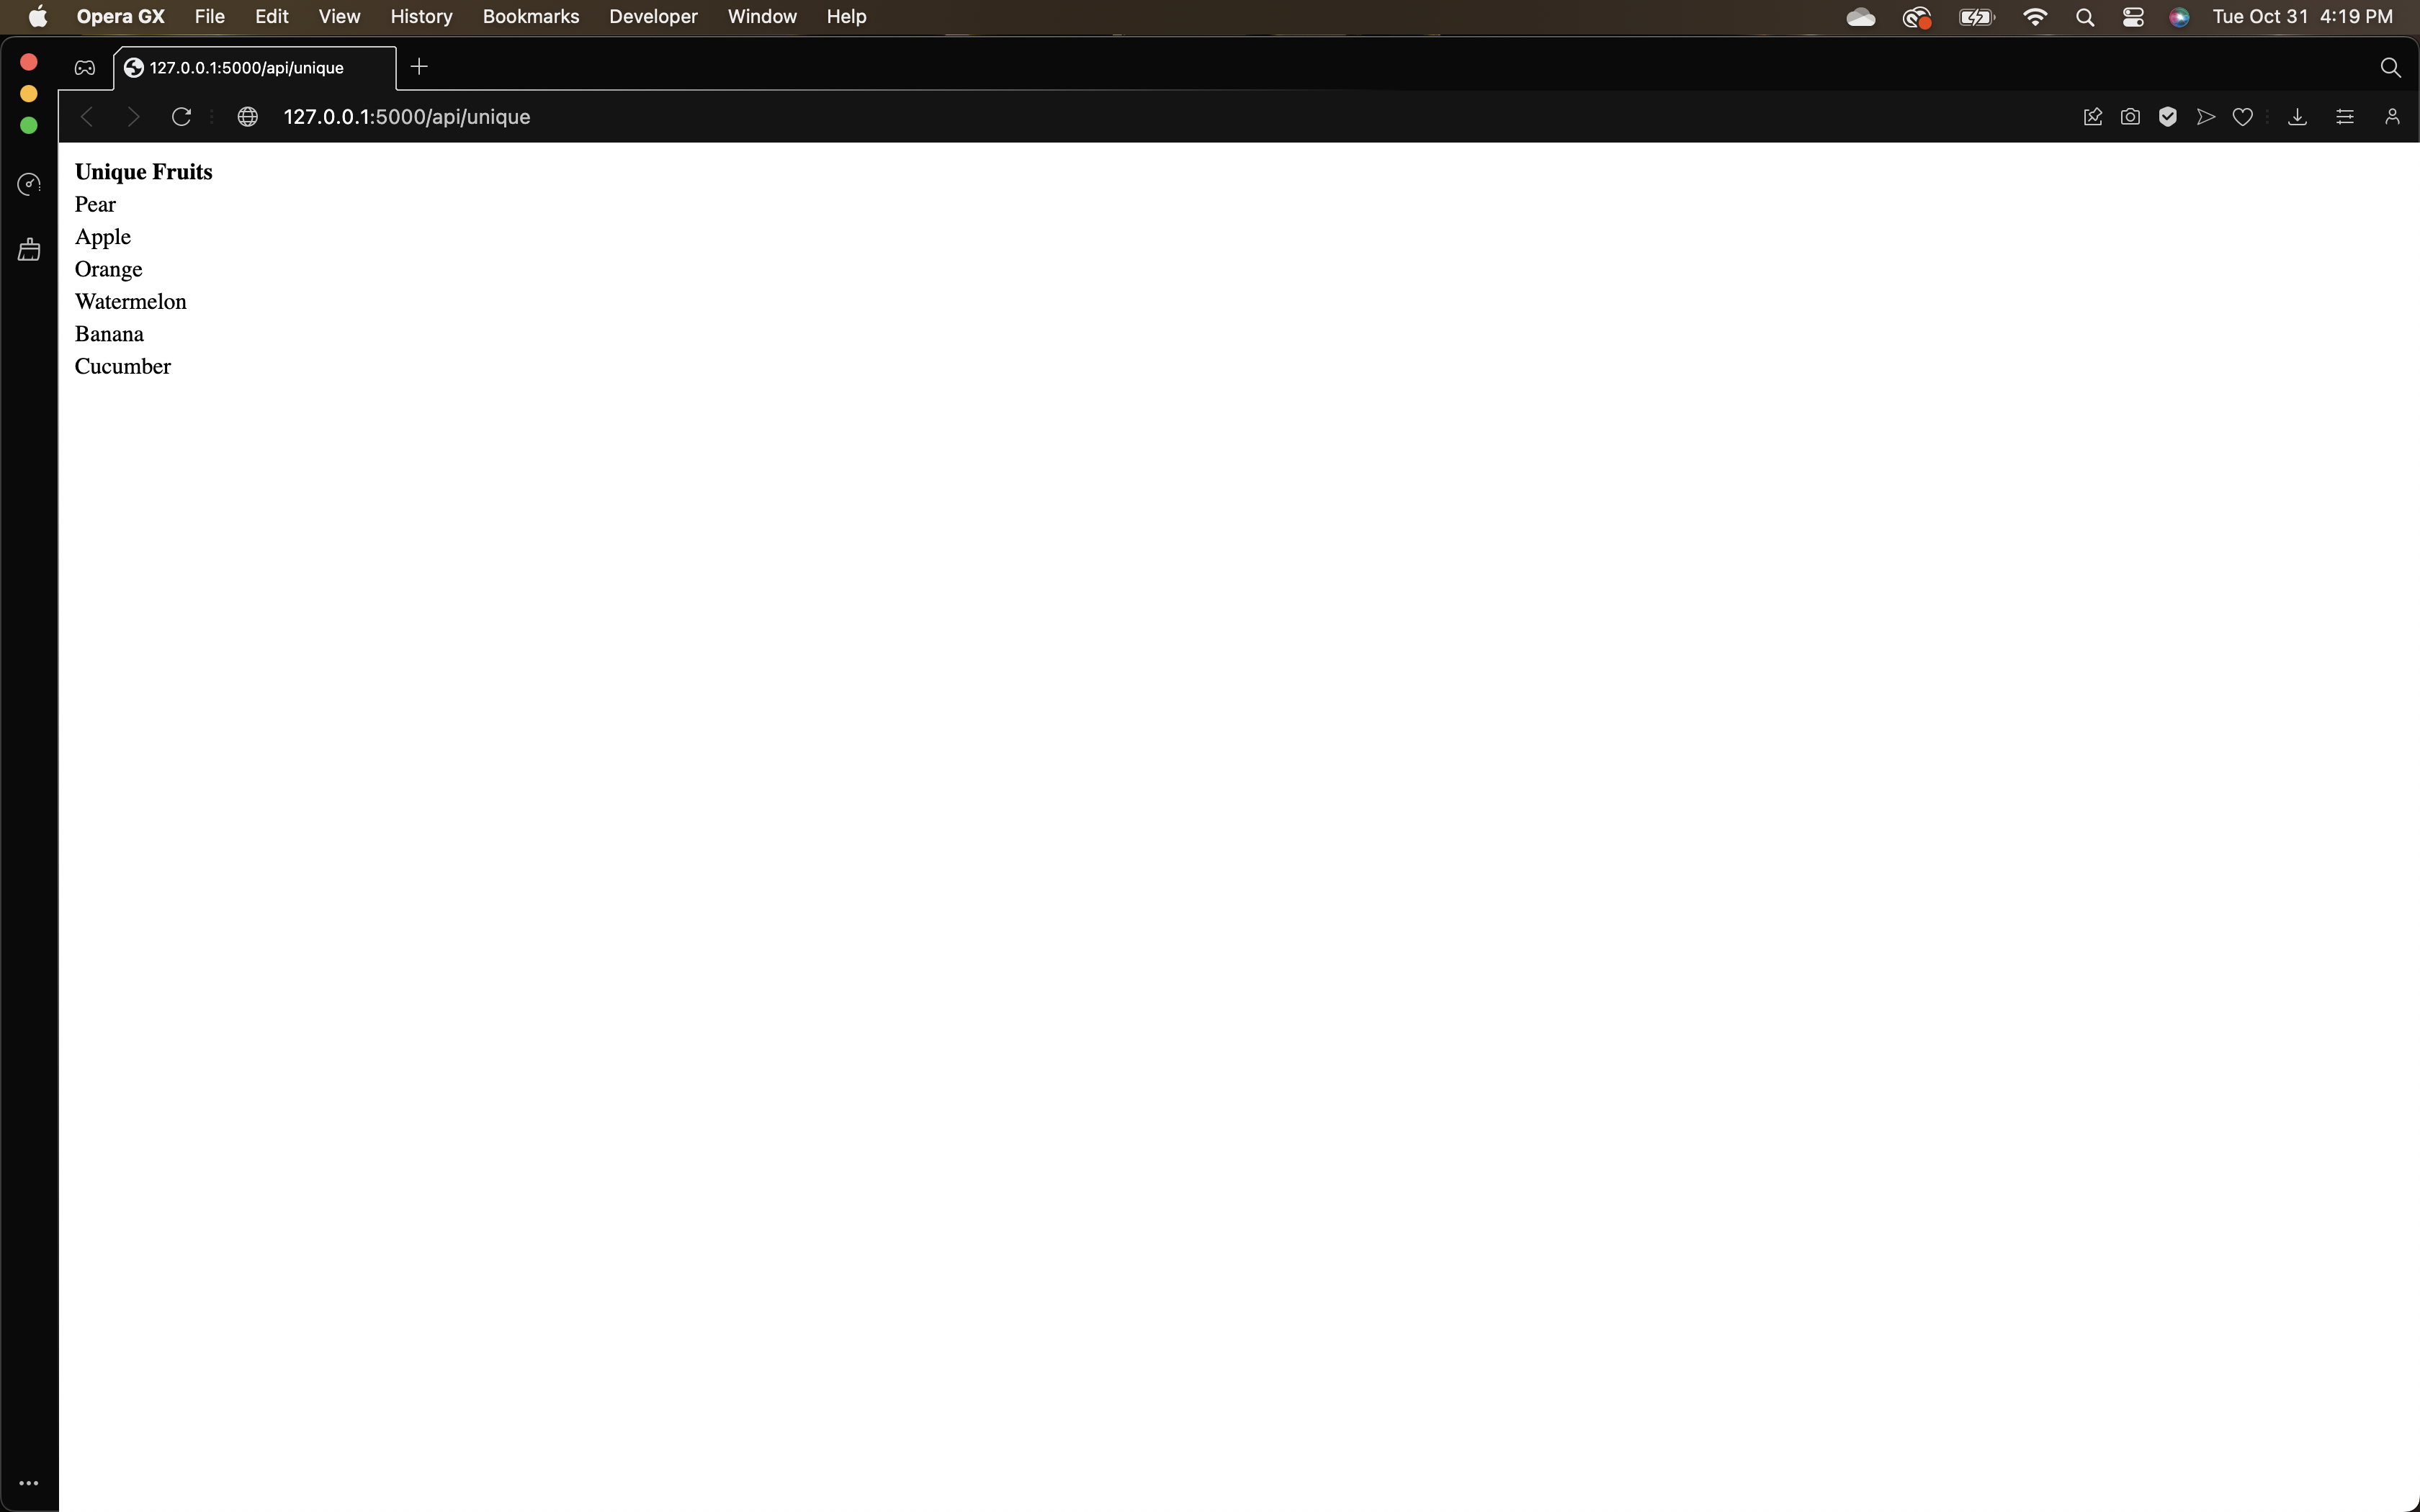 Opera GX File Edit View History Bookmarks Developer Window Help Tue Oct 31 4:19 PM
127.0.0.1:5000/api/unique
127.0.0.1:5000/api/unique
Unique Fruits
Pear
Apple
Orange
Watermelon
Banana
Cucumber